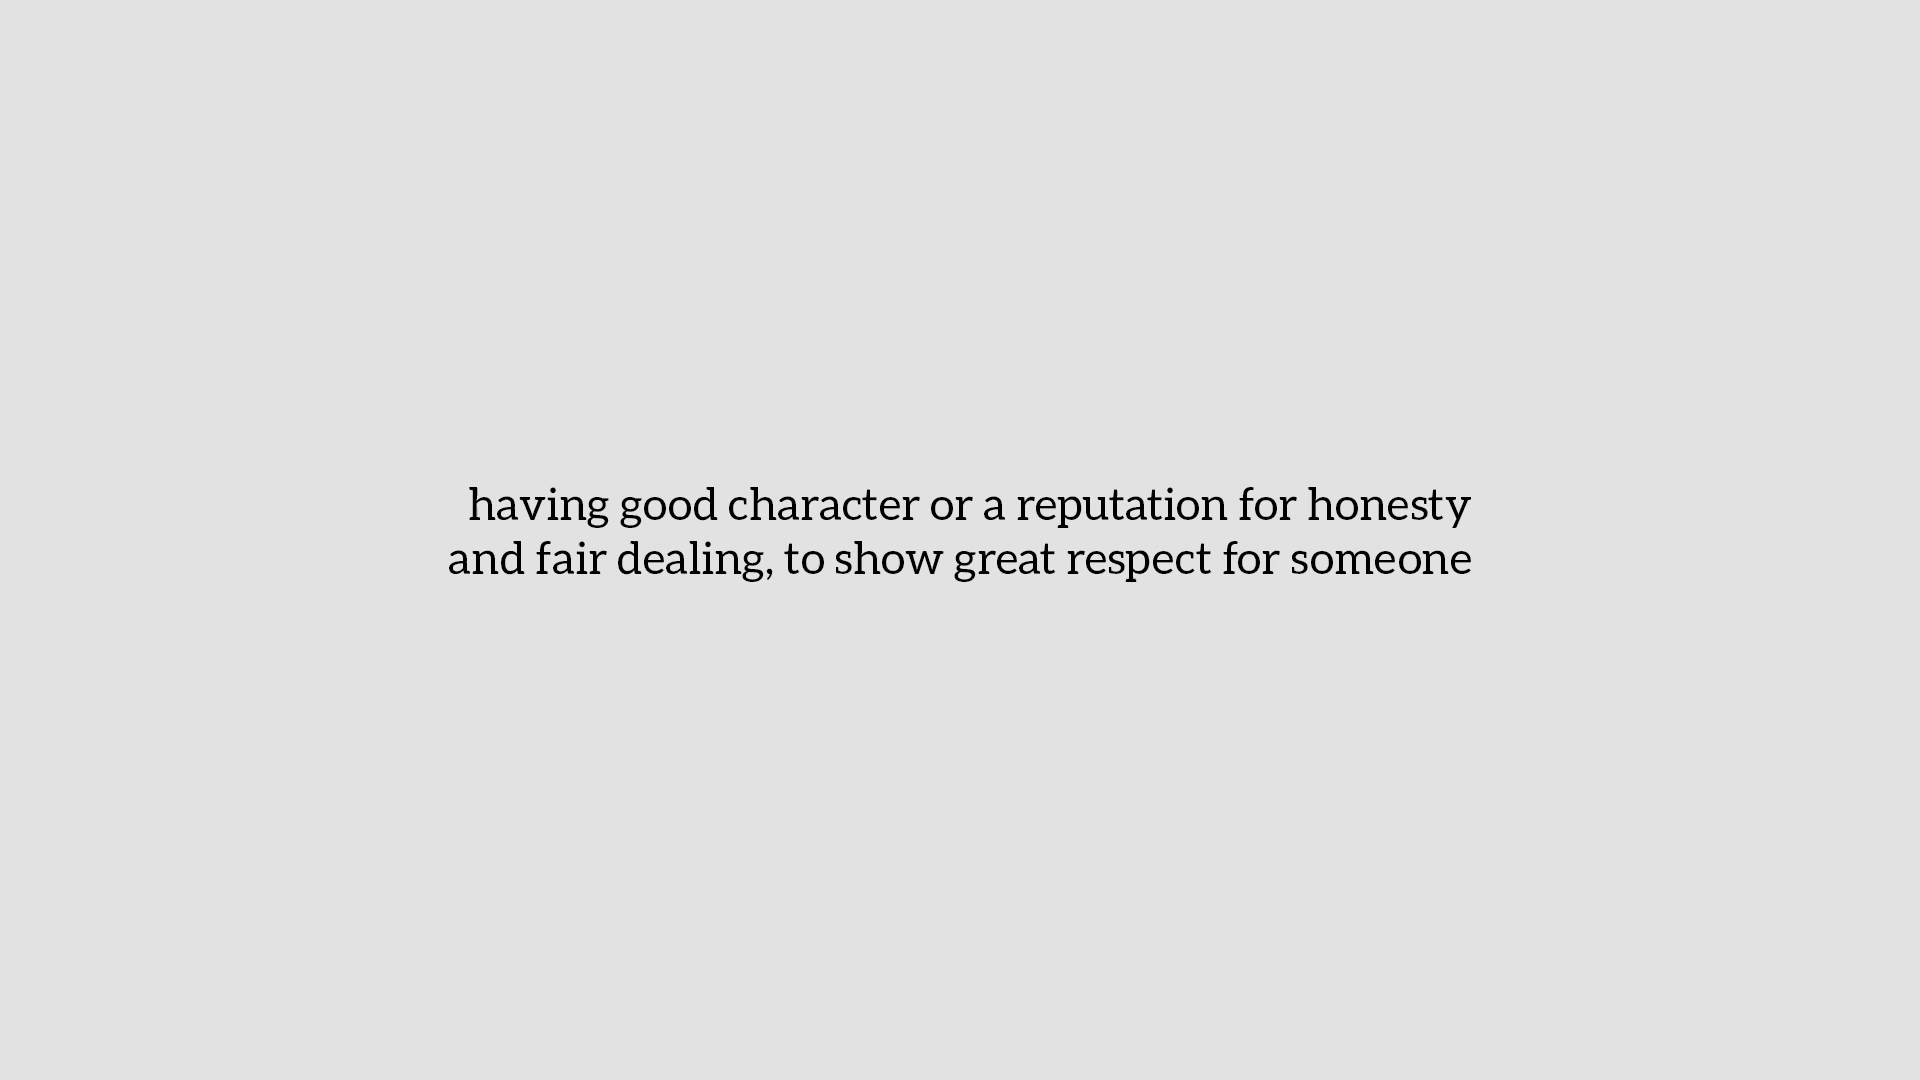 having good character or a reputation for honesty
and fair dealing, to show great respect for someone